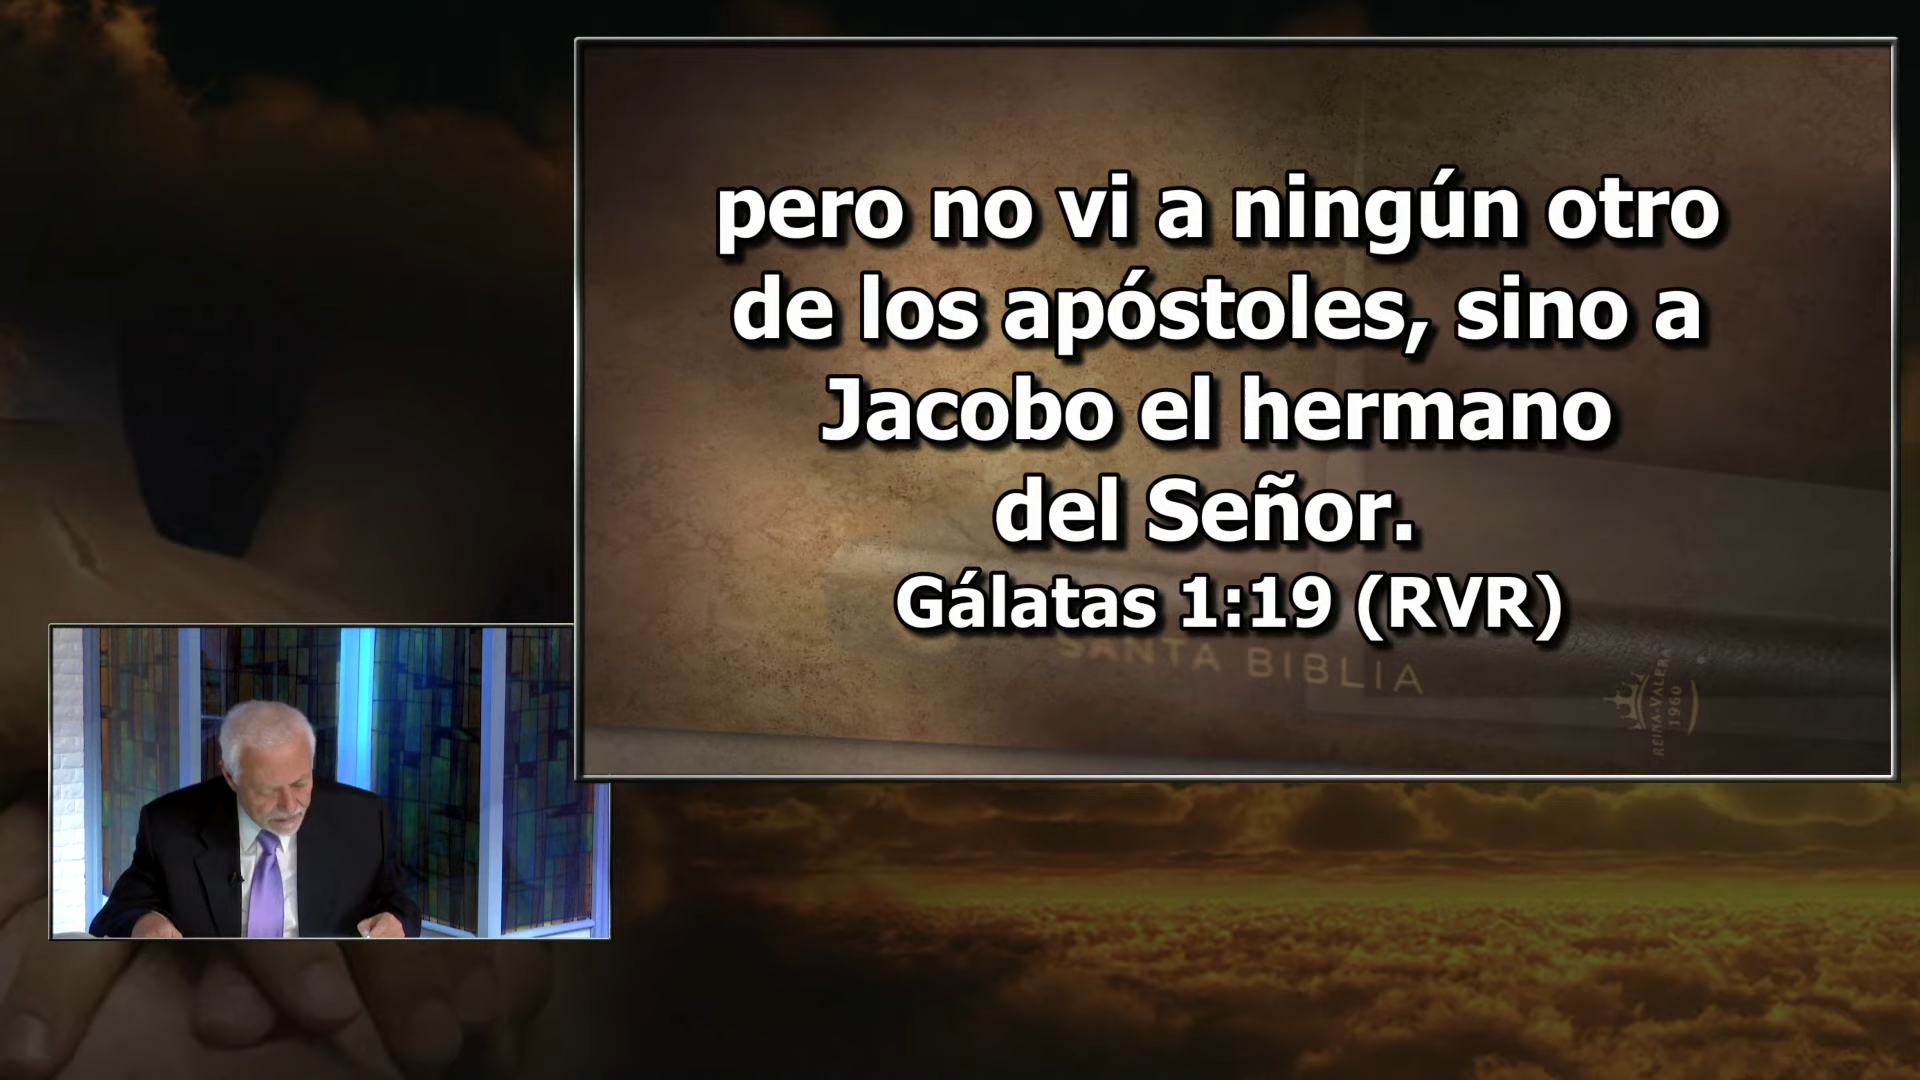 pero no vi a ningún otro
de los apóstoles, sino a
Jacobo el hermano
del Señor.
Gálatas 1:19 (RVR)
SANTA BIBLIA
REINA-VALERA
1960